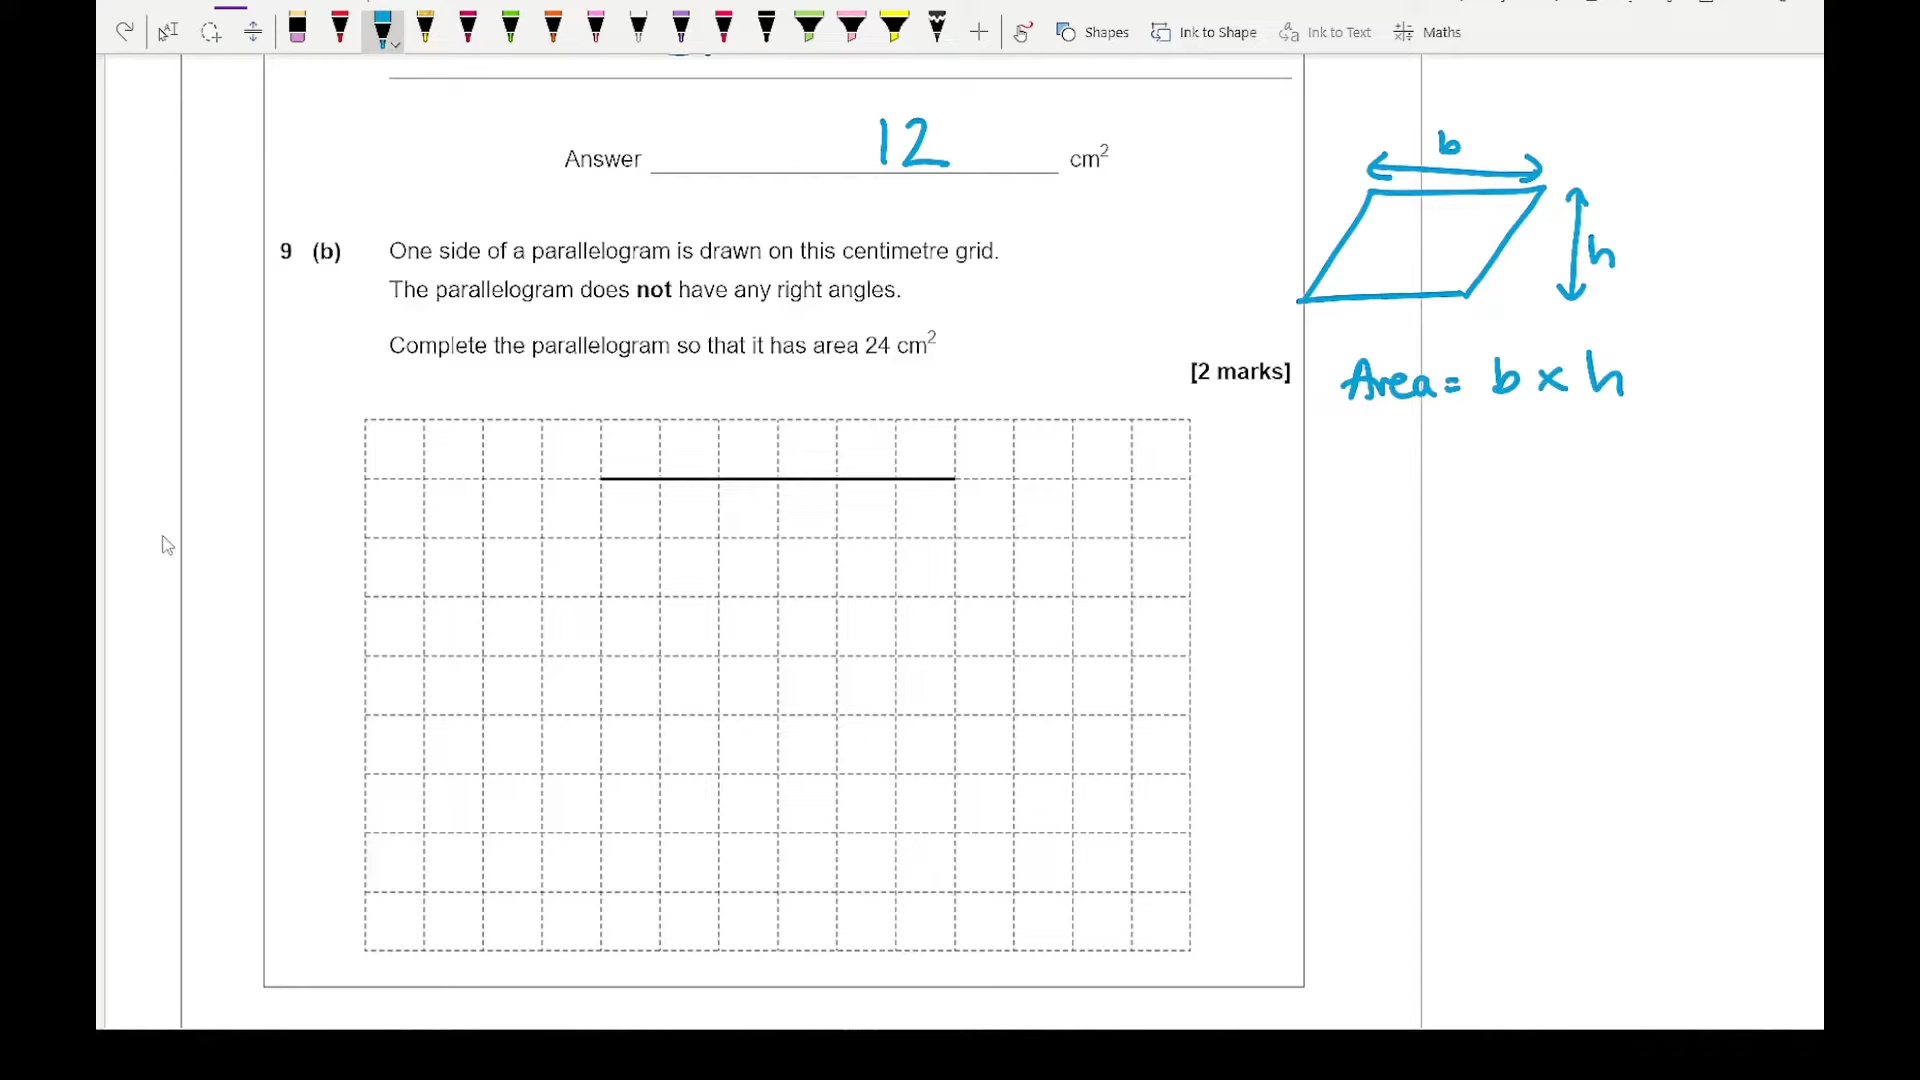 Shapes Ink to Shape Ink to Text Maths
Answer 12 cm²
b
h
9 (b) One side of a parallelogram is drawn on this centimetre grid.
The parallelogram does not have any right angles.
Complete the parallelogram so that it has area 24 cm²
[2 marks]
Area = b x h